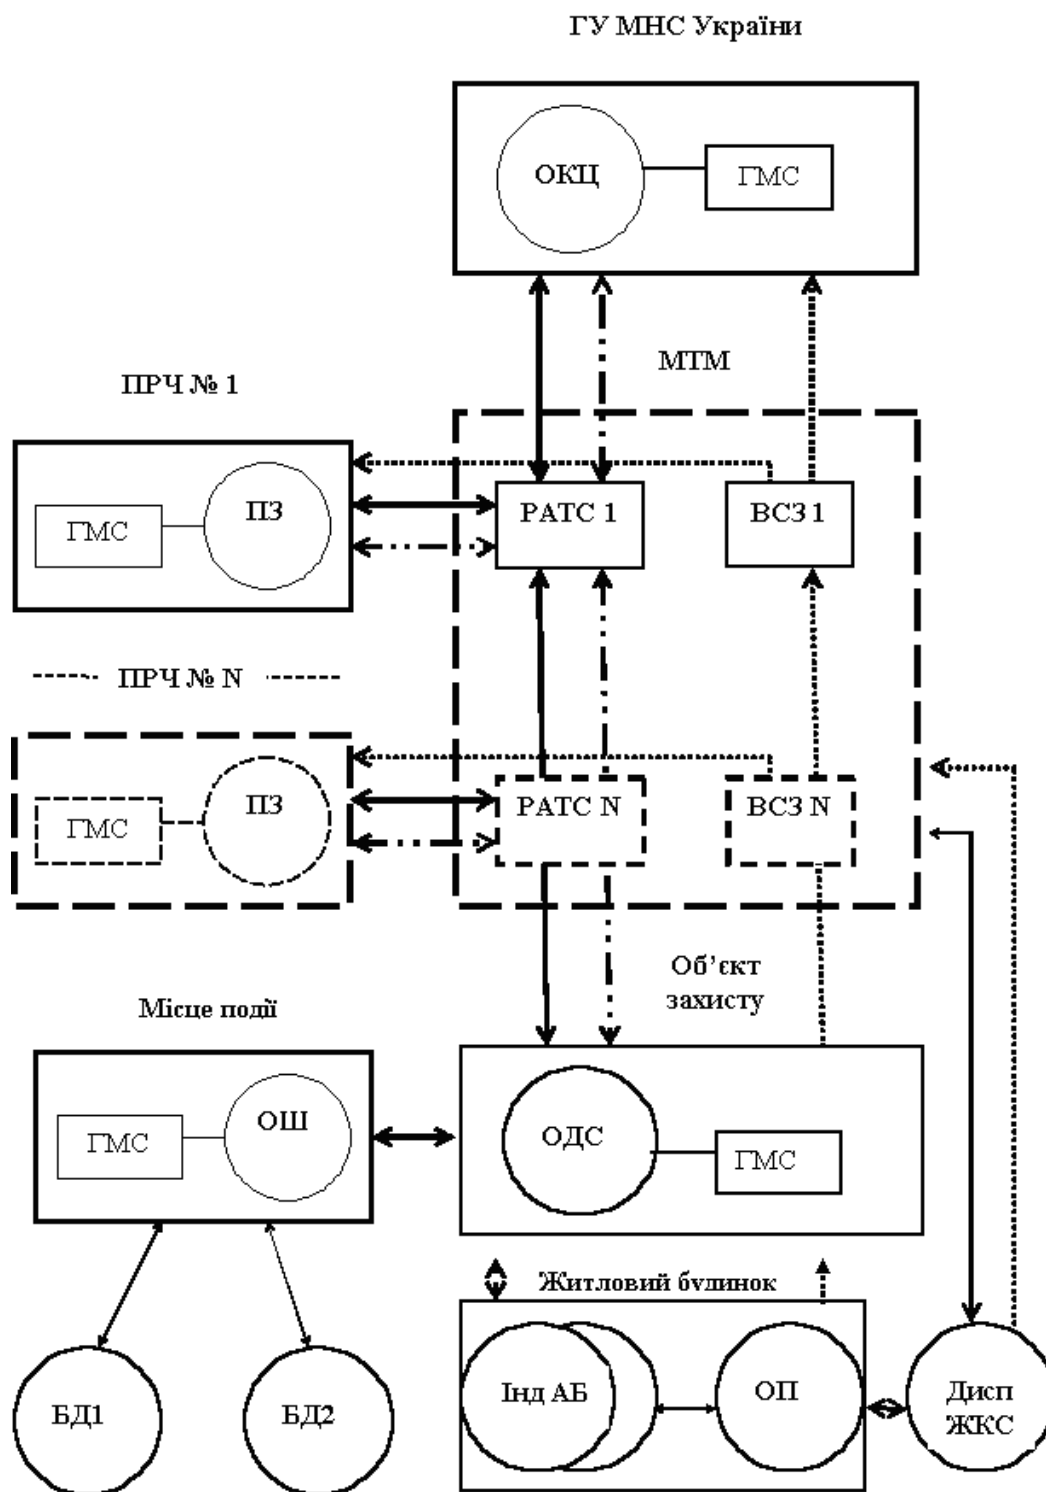 ГУ МНС України
ОКЦ
ГМС
МТМ
ПРЧ № 1
ГМС
ПЗ
РАТС 1
ВСЗ 1
ПРЧ № N
ГМС
ПЗ
РАТС N
ВСЗ N
Об’єкт
захисту
Місце події
ГМС
ОШ
ОДС
ГМС
Житловий будинок
БД1
БД2
Інд АБ
ОП
Дисп
ЖКС